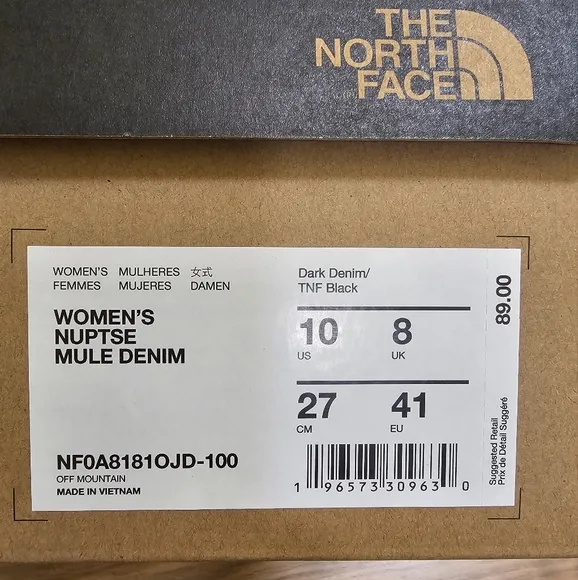 THE
NORTH
FACE
WOMEN'S MULHERES 女式
FEMMES MUJERES DAMEN
WOMEN'S
NUPTSE
MULE DENIM
NF0A8181OJD-100
OFF MOUNTAIN
MADE IN VIETNAM
Dark Denim/
TNF Black
10 8
US UK
27 41
CM EU
1 96573 30963 0
89.00
Suggested Retail
Prix de Détail Suggéré